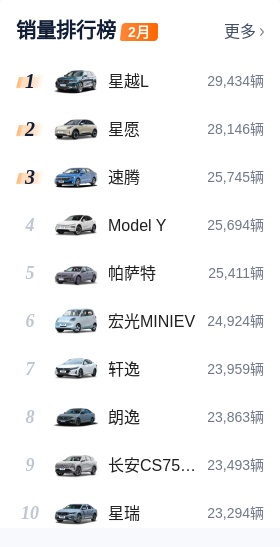 销量排行榜 2月 更多 ›
1 星越L 29,434辆
2 星愿 28,146辆
3 速腾 25,745辆
4 Model Y 25,694辆
5 帕萨特 25,411辆
6 宏光MINIEV 24,924辆
7 轩逸 23,959辆
8 朗逸 23,863辆
9 长安CS75... 23,493辆
10 星瑞 23,294辆